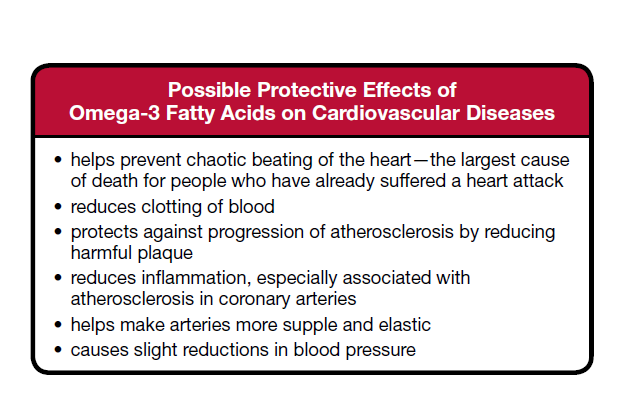 Possible Protective Effects of
Omega-3 Fatty Acids on Cardiovascular Diseases
• helps prevent chaotic beating of the heart—the largest cause
of death for people who have already suffered a heart attack
• reduces clotting of blood
• protects against progression of atherosclerosis by reducing
harmful plaque
• reduces inflammation, especially associated with
atherosclerosis in coronary arteries
• helps make arteries more supple and elastic
• causes slight reductions in blood pressure